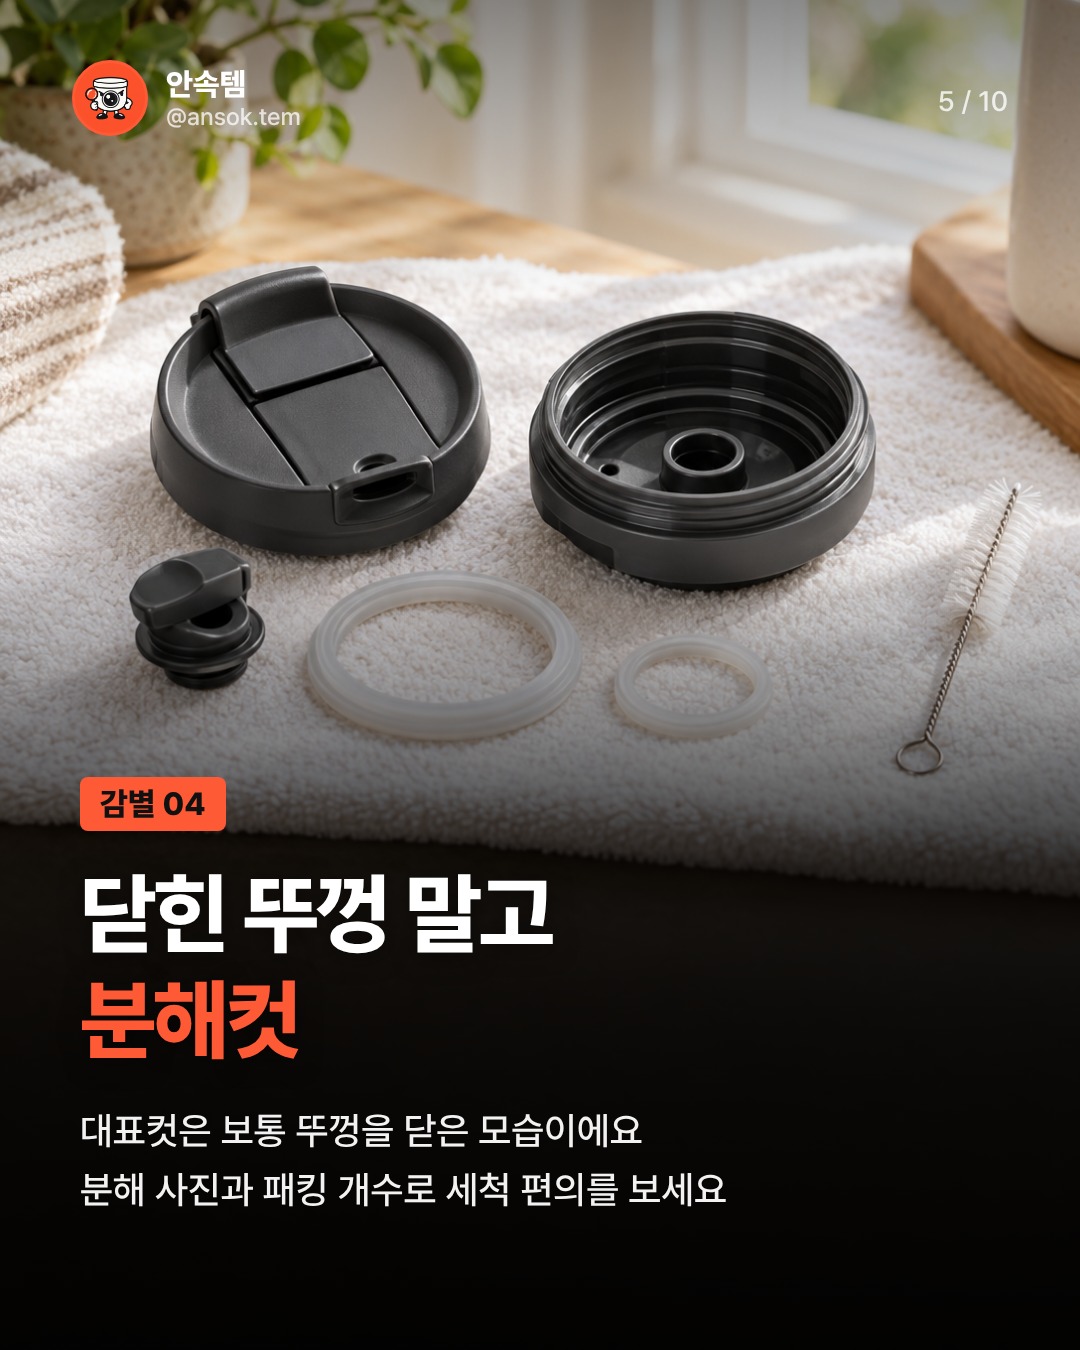 안속템
@ansok.tem
5 / 10
감별 04
닫힌 뚜껑 말고
분해컷
대표컷은 보통 뚜껑을 닫은 모습이에요
분해 사진과 패킹 개수로 세척 편의를 보세요